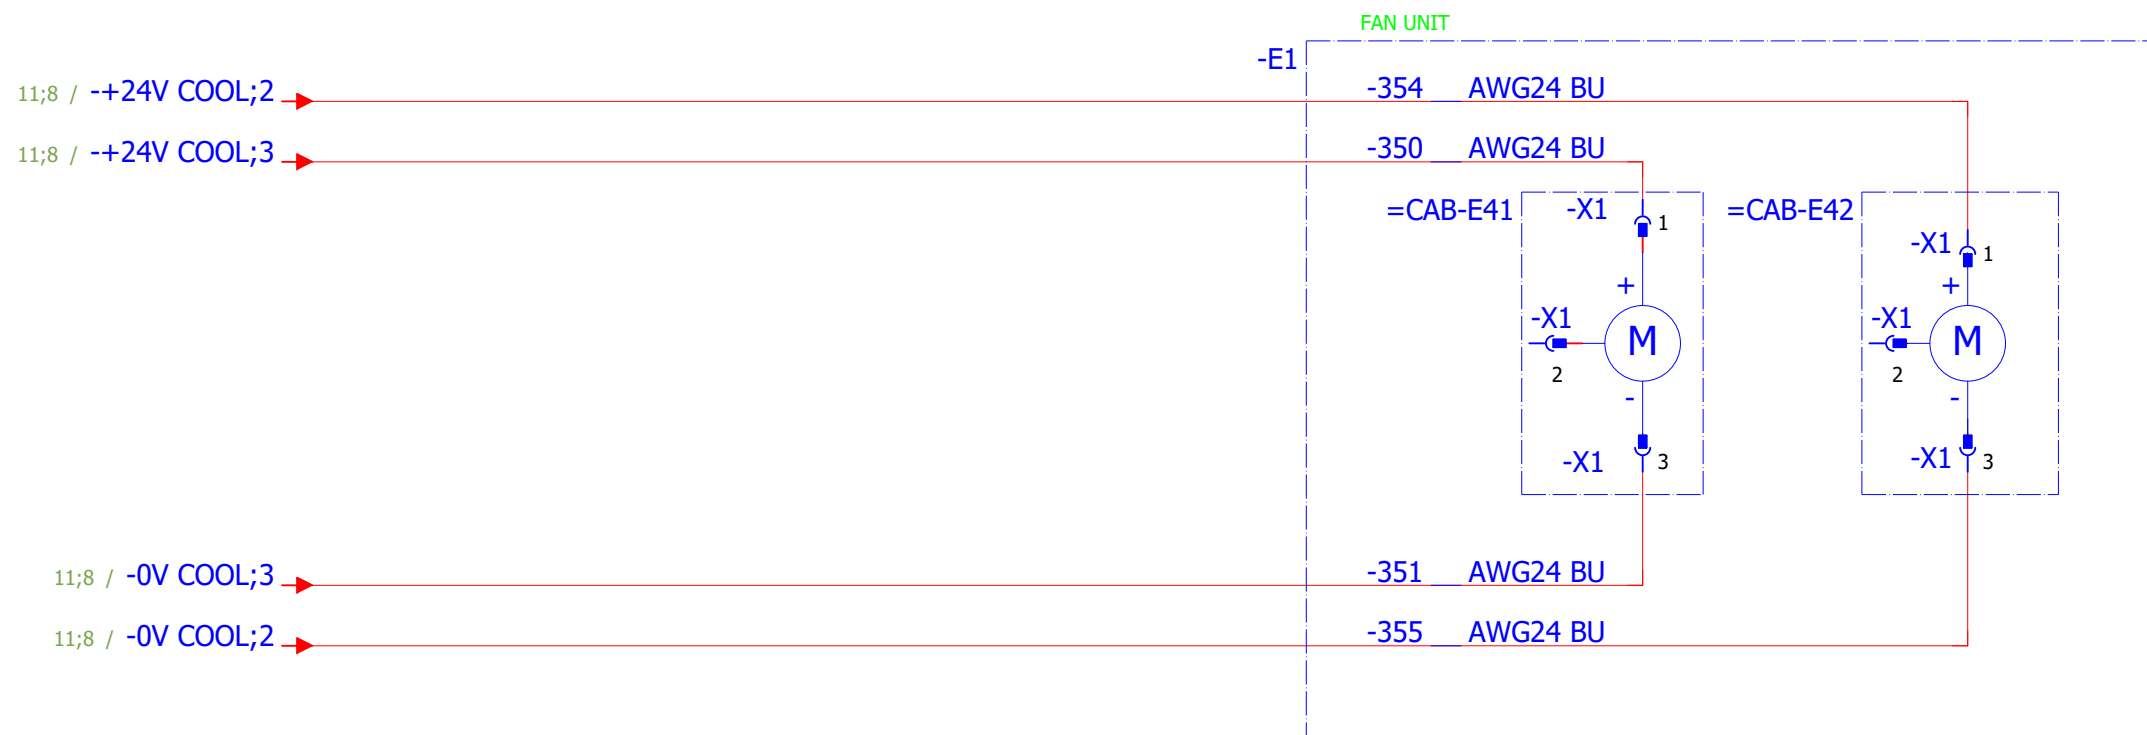 FAN UNIT
-E1
11;8 / -+24V COOL;2
-354 AWG24 BU
11;8 / -+24V COOL;3
-350 AWG24 BU
=CAB-E41
-X1
1
=CAB-E42
-X1
1
+
+
-X1
M
2
-X1
M
2
-
-
-X1
3
-X1
3
11;8 / -0V COOL;3
-351 AWG24 BU
11;8 / -0V COOL;2
-355 AWG24 BU